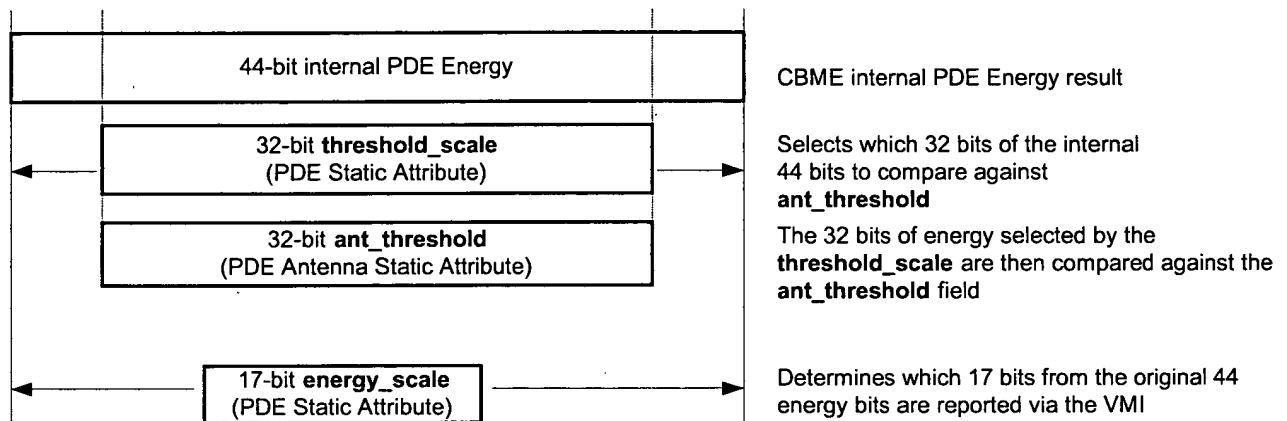 44-bit internal PDE Energy
CBME internal PDE Energy result
32-bit threshold_scale
(PDE Static Attribute)
Selects which 32 bits of the internal
44 bits to compare against
ant_threshold
32-bit ant_threshold
(PDE Antenna Static Attribute)
The 32 bits of energy selected by the
threshold_scale are then compared against the
ant_threshold field
17-bit energy_scale
(PDE Static Attribute)
Determines which 17 bits from the original 44
energy bits are reported via the VMI